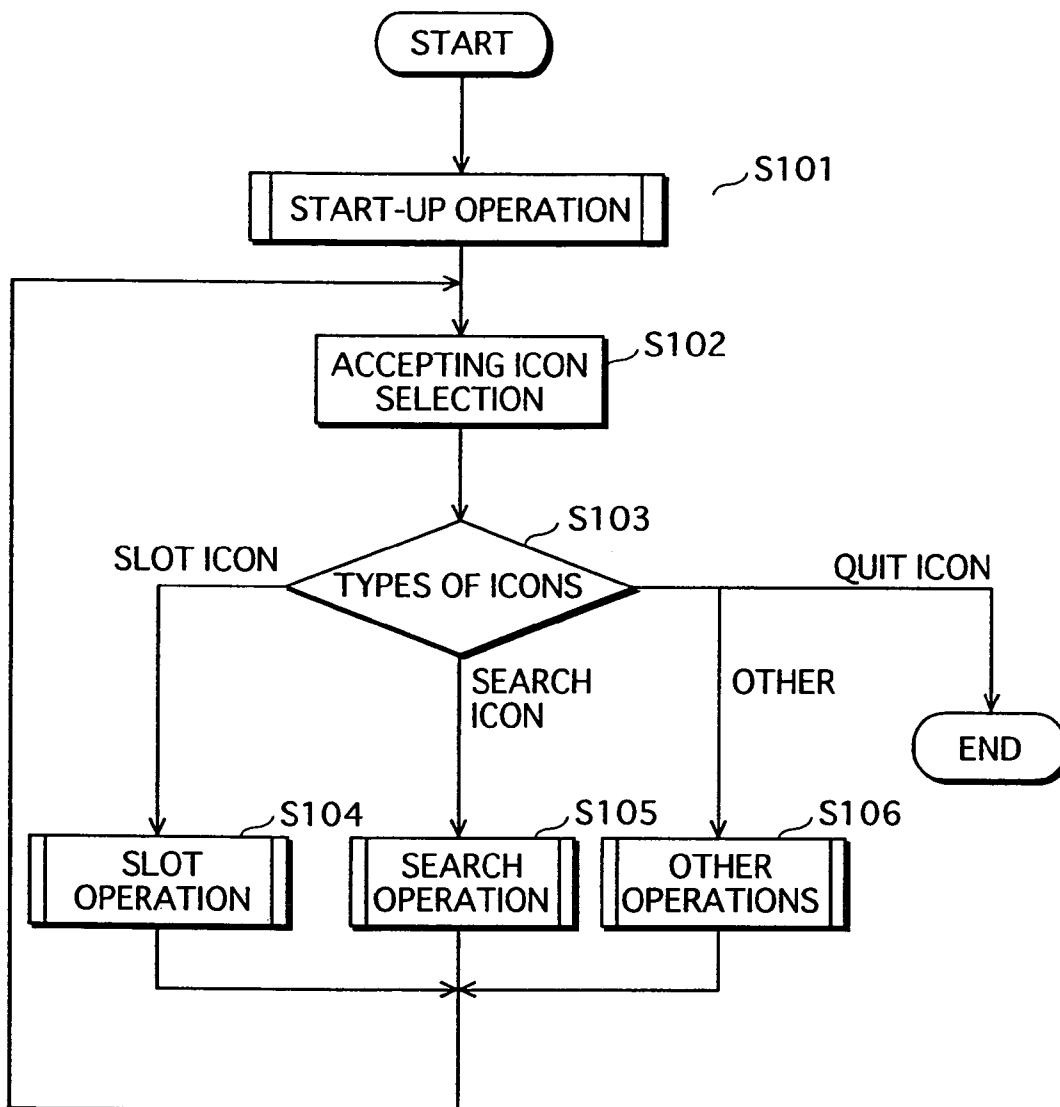 START
S101
START-UP OPERATION
S102
ACCEPTING ICON
SELECTION
S103
SLOT ICON
TYPES OF ICONS
QUIT ICON
SEARCH
ICON
OTHER
END
S104
S105
S106
SLOT
OPERATION
SEARCH
OPERATION
OTHER
OPERATIONS